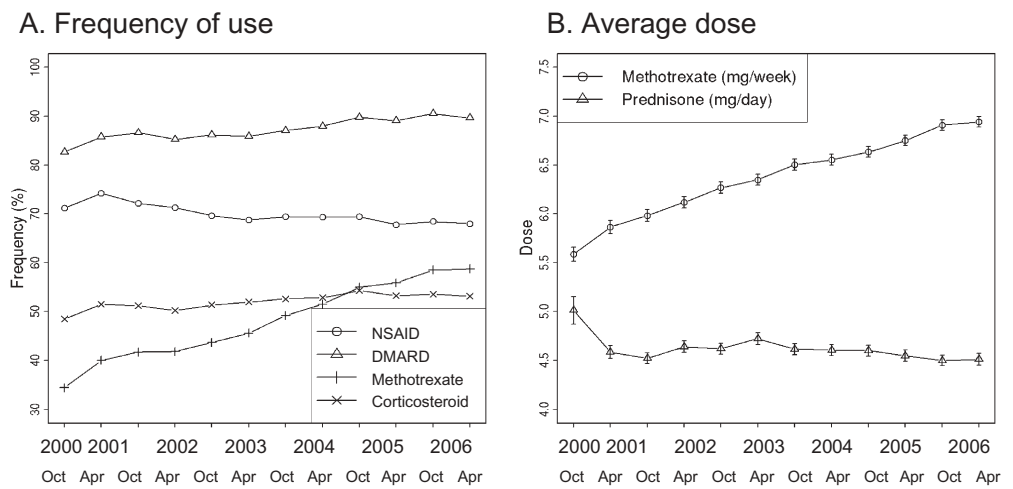 A. Frequency of use
100
90
80
70
60
50
40
30
Frequency (%)
NSAID
DMARD
Methotrexate
Corticosteroid
2000 2001 2002 2003 2004 2005 2006
Oct Apr Oct Apr Oct Apr Oct Apr Oct Apr Oct Apr
B. Average dose
7.5
7.0
6.5
6.0
5.5
5.0
4.5
4.0
Dose
Methotrexate (mg/week)
Prednisone (mg/day)
2000 2001 2002 2003 2004 2005 2006
Oct Apr Oct Apr Oct Apr Oct Apr Oct Apr Oct Apr